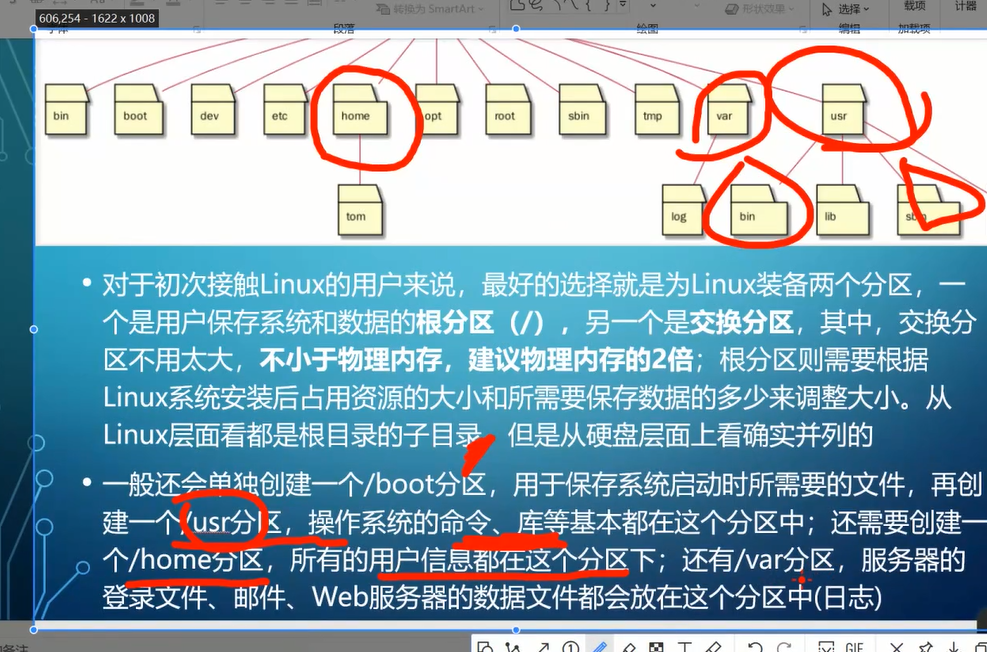 606,254 - 1622 x 1008
转换为 SmartArt
形状效果
选择
载项
计器
段落
绘图
编辑
加载项
bin
boot
dev
etc
home
opt
root
sbin
tmp
var
usr
tom
log
bin
lib
sbin
• 对于初次接触Linux的用户来说，最好的选择就是为Linux装备两个分区，一
个是用户保存系统和数据的根分区（/），另一个是交换分区，其中，交换分
区不用太大，不小于物理内存，建议物理内存的2倍；根分区则需要根据
Linux系统安装后占用资源的大小和所需要保存数据的多少来调整大小。从
Linux层面看都是根目录的子目录，但是从硬盘层面上看确实并列的
• 一般还会单独创建一个/boot分区，用于保存系统启动时所需要的文件，再创
建一个/usr分区，操作系统的命令、库等基本都在这个分区中；还需要创建一
个/home分区，所有的用户信息都在这个分区下；还有/var分区，服务器的
登录文件、邮件、Web服务器的数据文件都会放在这个分区中(日志)
GIF